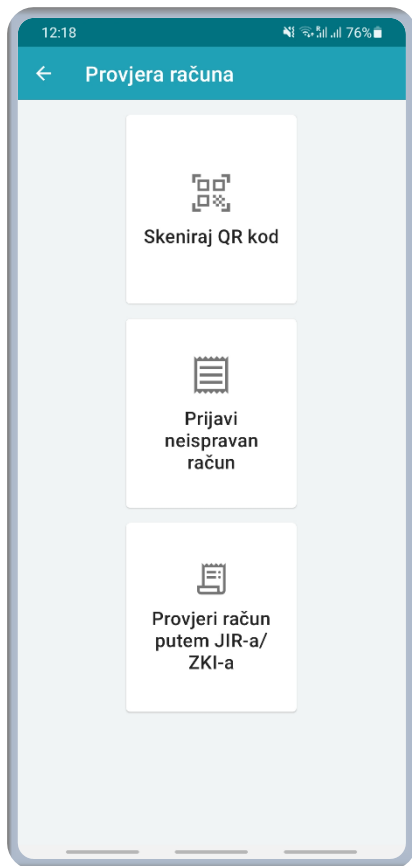 12:18
76%
Provjera računa
Skeniraj QR kod
Prijavi
neispravan
račun
Provjeri račun
putem JIR-a/
ZKI-a